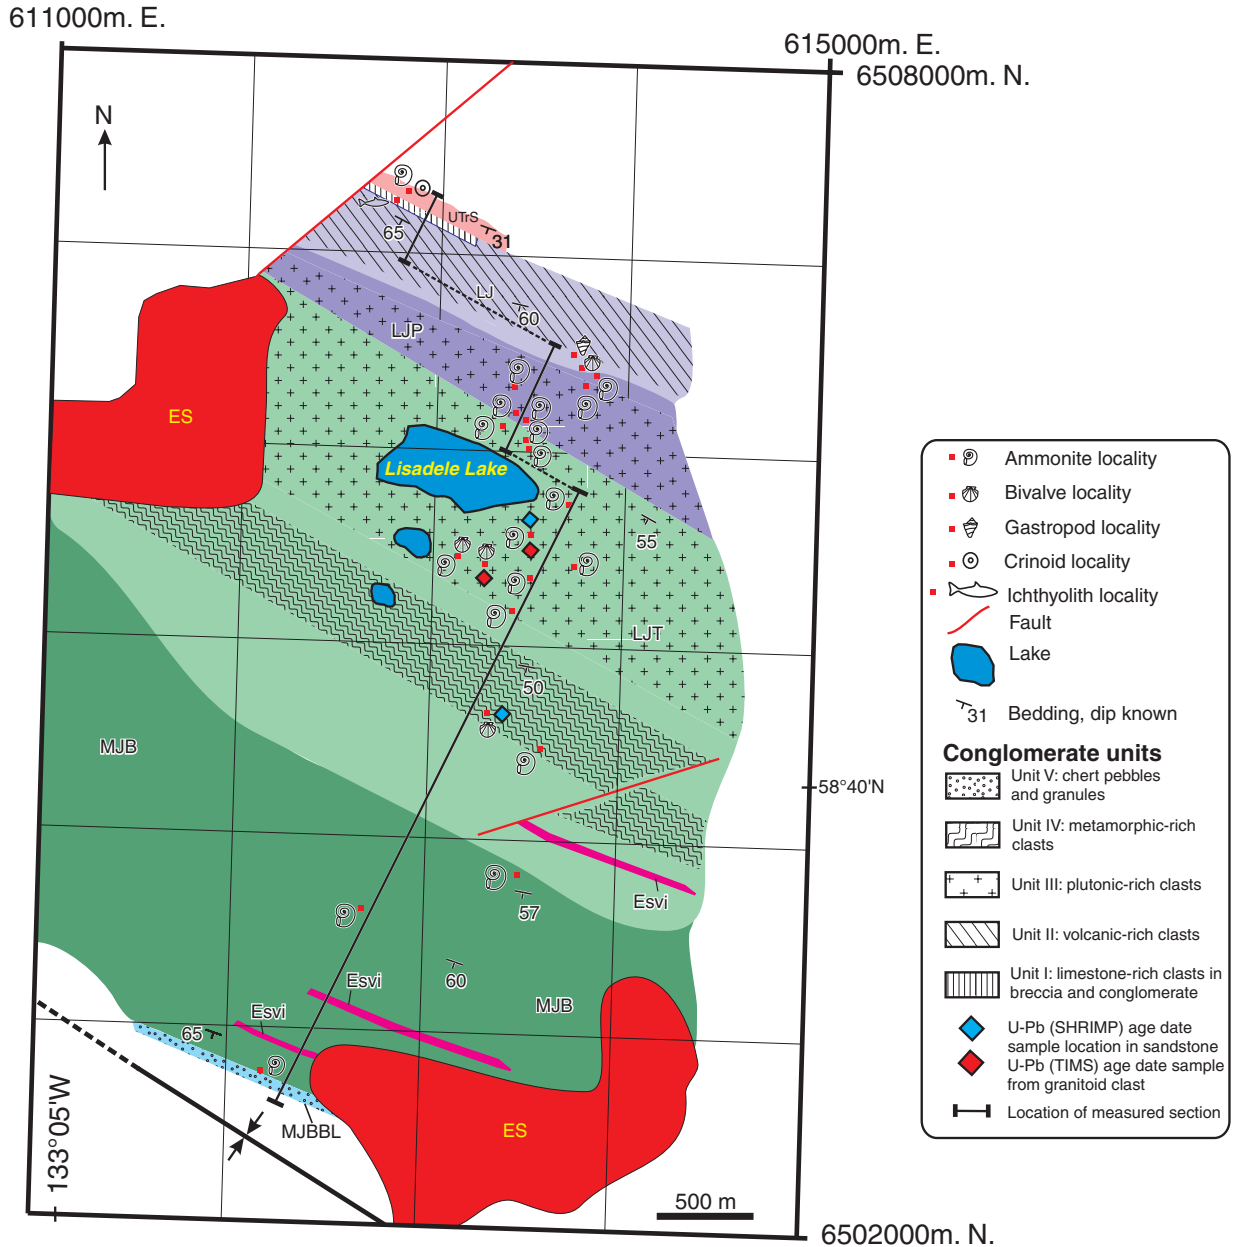 611000m. E.
615000m. E.
6508000m. N.
N
UTrS
31
65
LJ
60
LJP
ES
Lisadele Lake
55
LJT
50
MJB
58°40'N
Esvi
57
60
Esvi
MJB
Esvi
65
MJBBL
ES
133°05'W
500 m
6502000m. N.
Ammonite locality
Bivalve locality
Gastropod locality
Crinoid locality
Ichthyolith locality
Fault
Lake
31
Bedding, dip known
Conglomerate units
Unit V: chert pebbles
and granules
Unit IV: metamorphic-rich
clasts
Unit III: plutonic-rich clasts
Unit II: volcanic-rich clasts
Unit I: limestone-rich clasts in
breccia and conglomerate
U-Pb (SHRIMP) age date
sample location in sandstone
U-Pb (TIMS) age date sample
from granitoid clast
Location of measured section